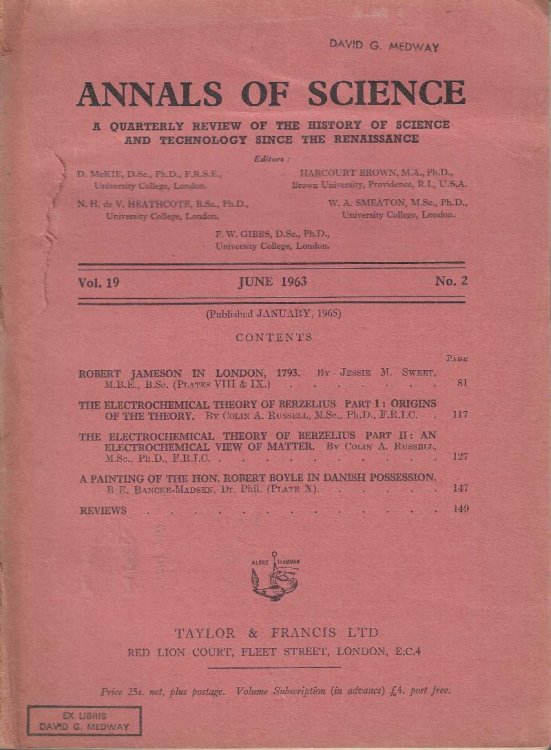 DAVID G. MEDWAY
ANNALS OF SCIENCE
A QUARTERLY REVIEW OF THE HISTORY OF SCIENCE
AND TECHNOLOGY SINCE THE RENAISSANCE
Editors :
D. McKIE, D.Sc., Ph.D., F.R.S.E.,
University College, London.
HARCOURT BROWN, M.A., Ph.D.,
Brown University, Providence, R.I., U.S.A.
N. H. de V. HEATHCOTE, B.Sc., Ph.D.,
University College, London.
W. A. SMEATON, M.Sc., Ph.D.,
University College, London.
F. W. GIBBS, D.Sc., Ph.D.,
University College, London.
Vol. 19 JUNE 1963 No. 2
(Published JANUARY, 1965)
CONTENTS
PAGE
ROBERT JAMESON IN LONDON, 1793. By JESSIE M. SWEET,
M.B.E., B.Sc. (PLATES VIII & IX.) . . . . . . . 81
THE ELECTROCHEMICAL THEORY OF BERZELIUS PART I : ORIGINS
OF THE THEORY. By COLIN A. RUSSELL, M.Sc., Ph.D., F.R.I.C. . 117
THE ELECTROCHEMICAL THEORY OF BERZELIUS PART II : AN
ELECTROCHEMICAL VIEW OF MATTER. By COLIN A. RUSSELL,
M.Sc., Ph.D., F.R.I.C. . . . . . . . . . . 127
A PAINTING OF THE HON. ROBERT BOYLE IN DANISH POSSESSION.
B. E. Dr. Phil. (PLATE X) . . . . . . 147
REVIEWS . . . . . . . . . . . . . 149
ALERE FLAMMAM
TAYLOR & FRANCIS LTD
RED LION COURT, FLEET STREET, LONDON, E.C.4
Price 25s. net, plus postage. Volume Subscription (in advance) £4. post free.
EX LIBRIS
DAVID G. MEDWAY